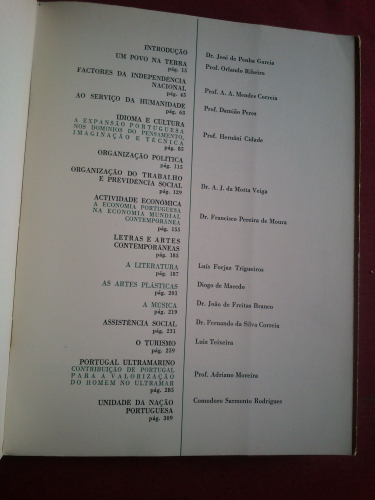 INTRODUÇÃO
Dr. José de Penha Garcia
UM POVO NA TERRA
pág. 15
Prof. Orlando Ribeiro
FACTORES DA INDEPENDÊNCIA
NACIONAL
pág. 45
Prof. A. A. Mendes Correia
AO SERVIÇO DA HUMANIDADE
pág. 63
Prof. Damião Peres
IDIOMA E CULTURA
A EXPANSÃO PORTUGUESA
NOS DOMÍNIOS DO PENSAMENTO,
IMAGINAÇÃO E TÉCNICA
pág. 85
Prof. Hernâni Cidade
ORGANIZAÇÃO POLÍTICA
pág. 115
ORGANIZAÇÃO DO TRABALHO
E PREVIDÊNCIA SOCIAL
pág. 129
Dr. A. J. da Motta Veiga
ACTIVIDADE ECONÓMICA
A ECONOMIA PORTUGUESA
NA ECONOMIA MUNDIAL
CONTEMPORÂNEA
pág. 155
Dr. Francisco Pereira de Moura
LETRAS E ARTES
CONTEMPORÂNEAS
pág. 183
A LITERATURA
pág. 187
Luís Forjaz Trigueiros
AS ARTES PLÁSTICAS
pág. 203
Diogo de Macedo
A MÚSICA
pág. 219
Dr. João de Freitas Branco
ASSISTÊNCIA SOCIAL
pág. 231
Dr. Fernando da Silva Correia
O TURISMO
pág. 259
Luiz Teixeira
PORTUGAL ULTRAMARINO
CONTRIBUIÇÃO DE PORTUGAL
PARA A VALORIZAÇÃO
DO HOMEM NO ULTRAMAR
pág. 285
Prof. Adriano Moreira
UNIDADE DA NAÇÃO
PORTUGUESA
pág. 309
Comodoro Sarmento Rodrigues